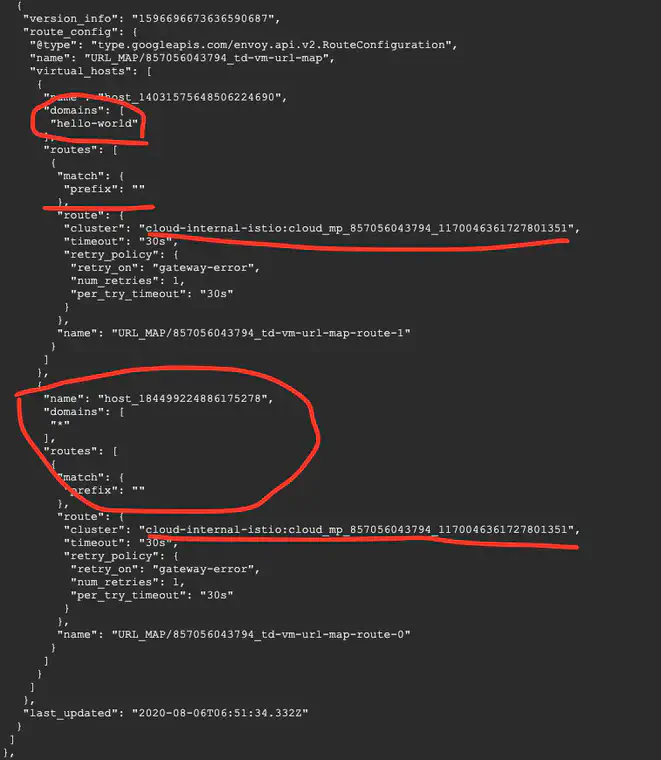 {
"version_info": "1596696673636590687",
"route_config": {
"@type": "type.googleapis.com/envoy.api.v2.RouteConfiguration",
"name": "URL_MAP/857056043794_td-vm-url-map",
"virtual_hosts": [
{
"name": "host_14031575648506224690",
"domains": [
"hello-world"
],
"routes": [
{
"match": {
"prefix": ""
},
"route": {
"cluster": "cloud-internal-istio:cloud_mp_857056043794_1170046361727801351",
"timeout": "30s",
"retry_policy": {
"retry_on": "gateway-error",
"num_retries": 1,
"per_try_timeout": "30s"
}
},
"name": "URL_MAP/857056043794_td-vm-url-map-route-1"
}
]
},
{
"name": "host_184499224886175278",
"domains": [
"*"
],
"routes": [
{
"match": {
"prefix": ""
},
"route": {
"cluster": "cloud-internal-istio:cloud_mp_857056043794_1170046361727801351",
"timeout": "30s",
"retry_policy": {
"retry_on": "gateway-error",
"num_retries": 1,
"per_try_timeout": "30s"
}
},
"name": "URL_MAP/857056043794_td-vm-url-map-route-0"
}
]
}
]
},
"last_updated": "2020-08-06T06:51:34.332Z"
}
]
},